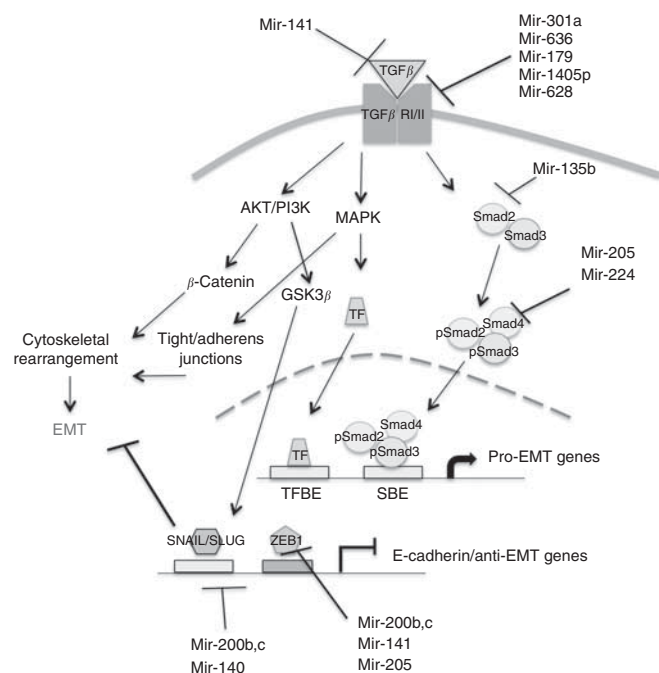 Mir-141
Mir-301a
Mir-636
Mir-179
Mir-1405p
Mir-628
TGFβ
TGFβ RI/II
Mir-135b
AKT/PI3K
MAPK
Smad2
Smad3
β-Catenin
GSK3β
Mir-205
Mir-224
TF
Smad4
pSmad2
pSmad3
Cytoskeletal
rearrangement
Tight/adherens
junctions
EMT
Smad4
pSmad2
pSmad3
TF
Pro-EMT genes
TFBE
SBE
SNAIL/SLUG
ZEB1
E-cadherin/anti-EMT genes
Mir-200b,c
Mir-140
Mir-200b,c
Mir-141
Mir-205